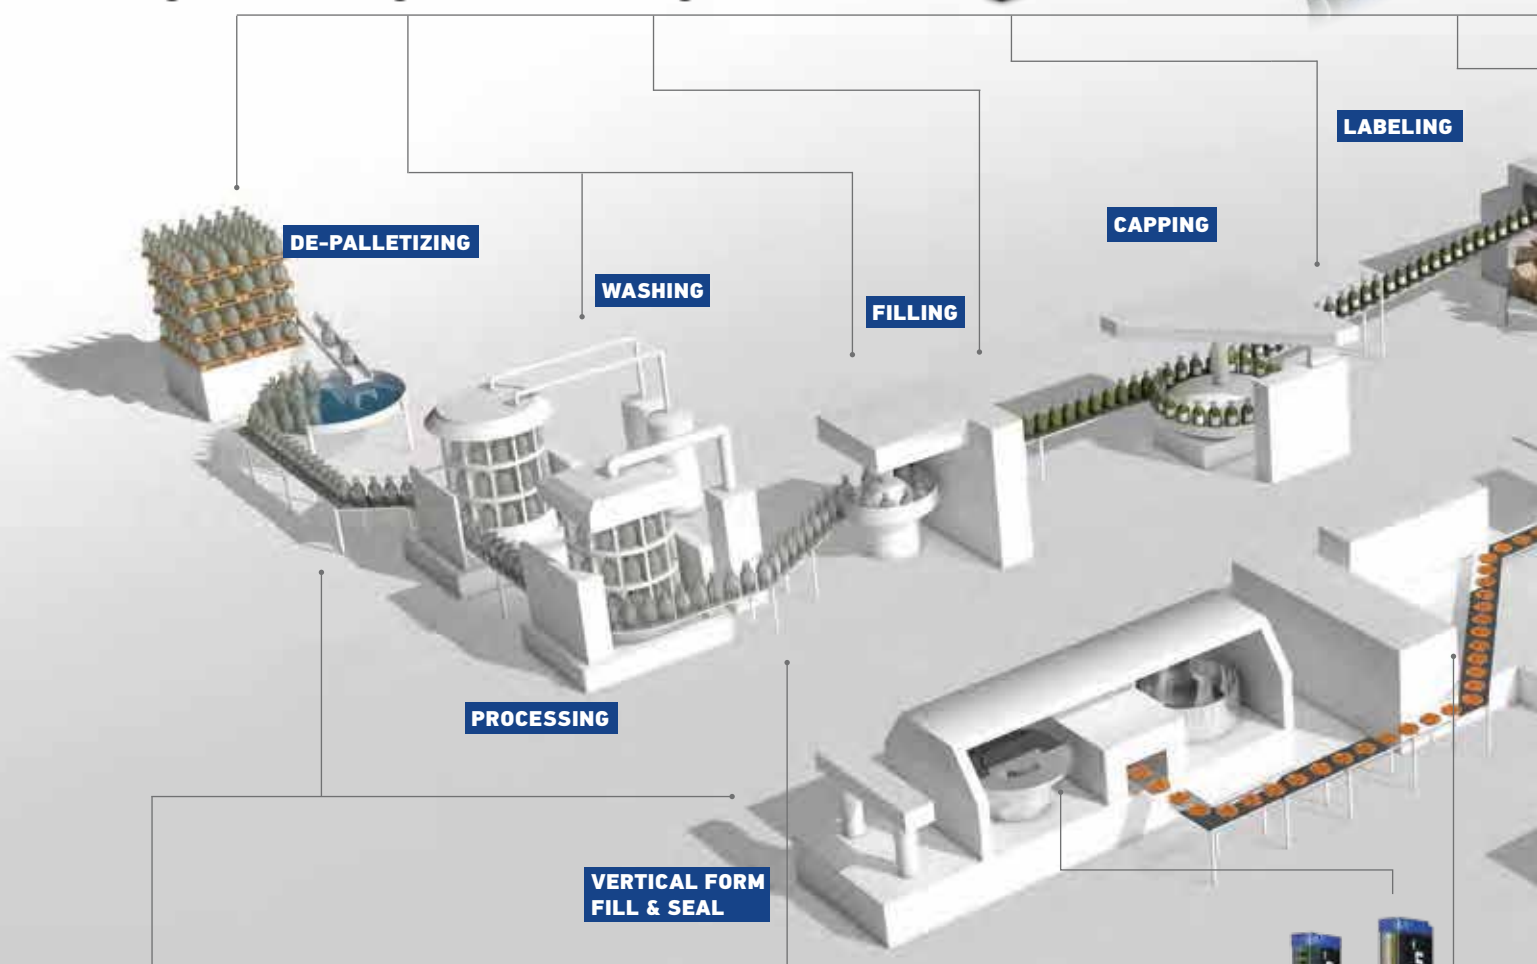 LABELING
CAPPING
DE-PALLETIZING
WASHING
FILLING
PROCESSING
VERTICAL FORM
FILL & SEAL